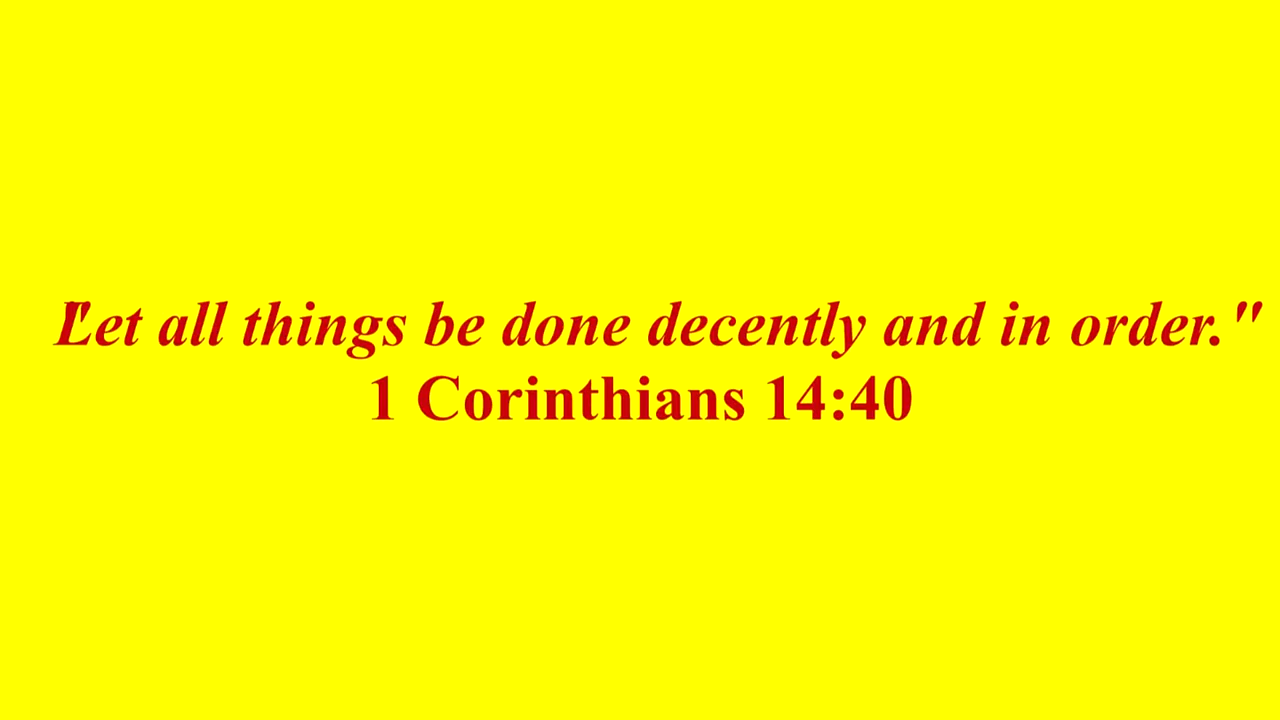 "Let all things be done decently and in order."
1 Corinthians 14:40